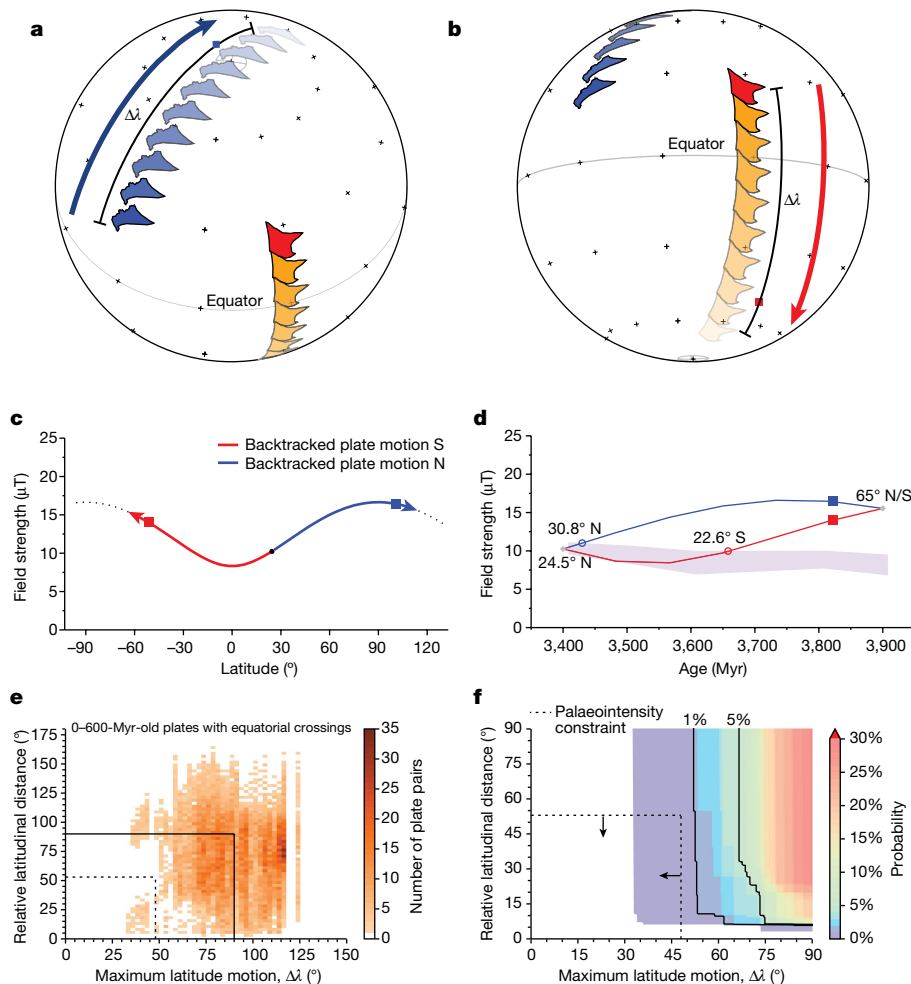 a
b
Δλ
Equator
Equator
Δλ
c
d
25
20
15
10
5
0
Field strength (μT)
Backtracked plate motion S
Backtracked plate motion N
–90
–60
–30
0
30
60
90
120
Latitude (°)
25
20
15
10
5
0
Field strength (μT)
65° N/S
30.8° N
22.6° S
24.5° N
3,400
3,500
3,600
3,700
3,800
3,900
Age (Myr)
e
f
0–600-Myr-old plates with equatorial crossings
175
150
125
100
75
50
25
0
Relative latitudinal distance (°)
0
25
50
75
100
125
150
Maximum latitude motion, Δλ (°)
35
30
25
20
15
10
5
0
Number of plate pairs
Palaeointensity
constraint
1%
5%
90
75
60
45
30
15
0
Relative latitudinal distance (°)
0
15
30
45
60
75
90
Maximum latitude motion, Δλ (°)
30%
25%
20%
15%
10%
5%
0%
Probability